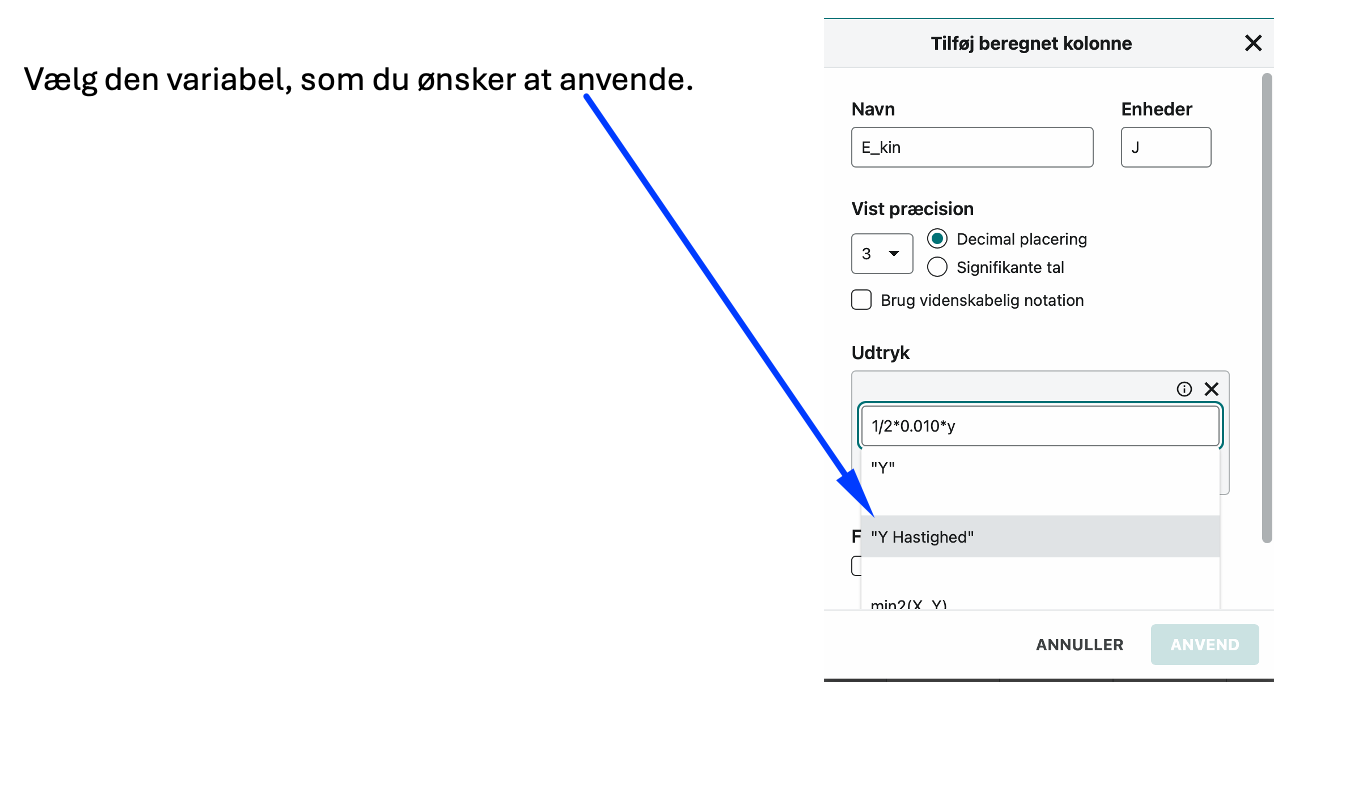 Vælg den variabel, som du ønsker at anvende.
Tilføj beregnet kolonne
Navn Enheder
E_kin J
Vist præcision
3 Decimal placering
Signifikante tal
Brug videnskabelig notation
Udtryk
1/2*0.010*y
"Y"
F "Y Hastighed"
min2(X, Y)
ANNULLER ANVEND